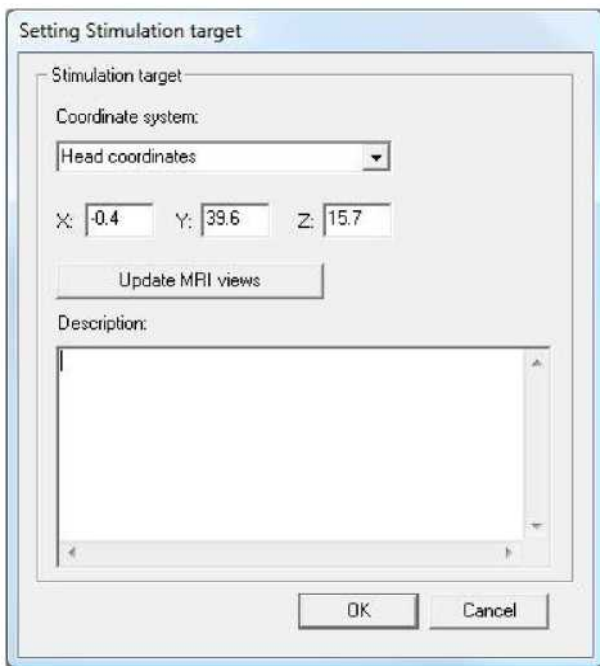 Setting Stimulation target
Stimulation target
Coordinate system:
Head coordinates
X: -0.4 Y: 39.6 Z: 15.7
Update MRI views
Description:
OK Cancel